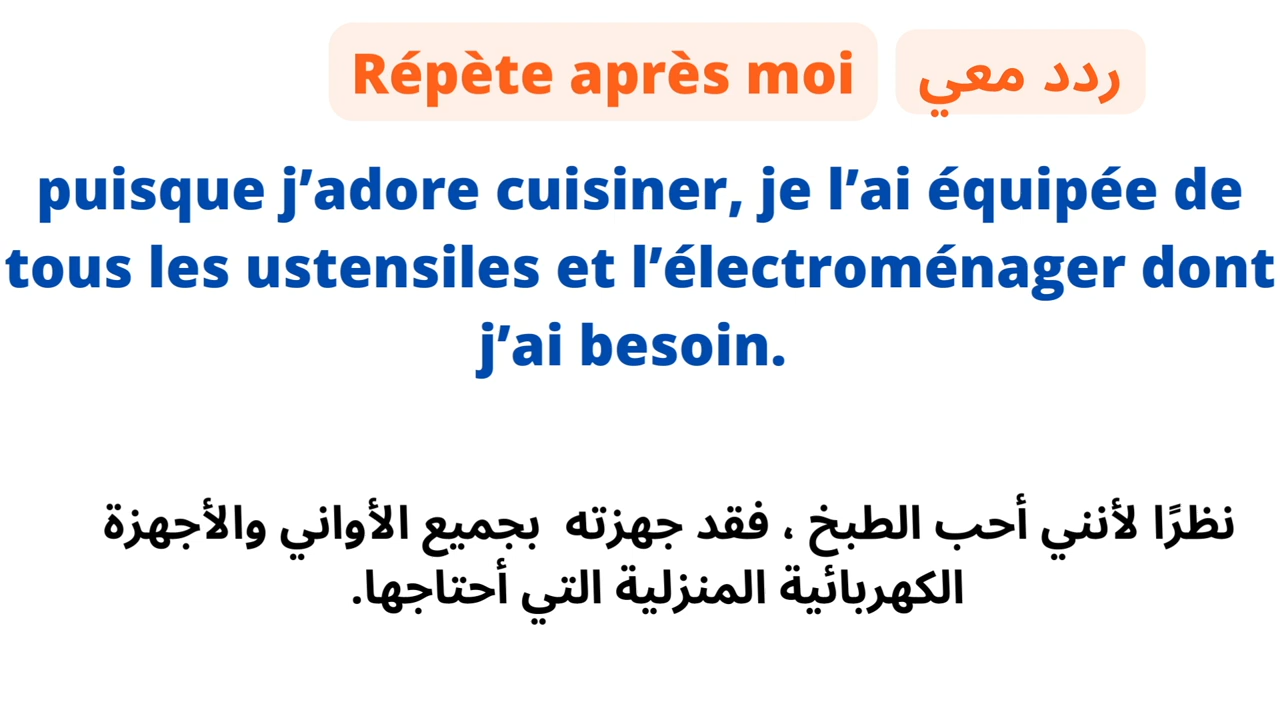 Répète après moi ردد معي
puisque j’adore cuisiner, je l’ai équipée de
tous les ustensiles et l’électroménager dont
j’ai besoin.
نظرًا لأنني أحب الطبخ ، فقد جهزته بجميع الأواني والأجهزة
الكهربائية المنزلية التي أحتاجها.